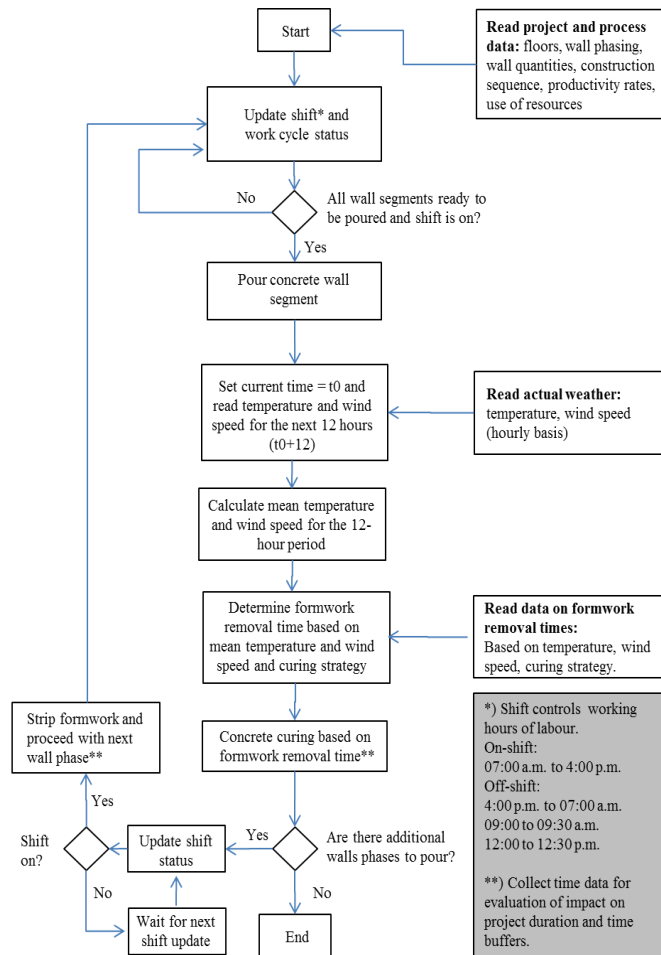 Start
Read project and process
data: floors, wall phasing,
wall quantities, construction
sequence, productivity rates,
use of resources
Update shift* and
work cycle status
No
All wall segments ready to
be poured and shift is on?
Yes
Pour concrete wall
segment
Set current time = t0 and
read temperature and wind
speed for the next 12 hours
(t0+12)
Read actual weather:
temperature, wind speed
(hourly basis)
Calculate mean temperature
and wind speed for the 12-
hour period
Determine formwork
removal time based on
mean temperature and wind
speed and curing strategy
Read data on formwork
removal times:
Based on temperature, wind
speed, curing strategy.
Strip formwork and
proceed with next
wall phase**
Concrete curing based on
formwork removal time**
Yes
Shift
on?
Update shift
status
Yes
Are there additional
walls phases to pour?
No
Wait for next
shift update
No
End
*) Shift controls working
hours of labour.
On-shift:
07:00 a.m. to 4:00 p.m.
Off-shift:
4:00 p.m. to 07:00 a.m.
09:00 to 09:30 a.m.
12:00 to 12:30 p.m.
**) Collect time data for
evaluation of impact on
project duration and time
buffers.